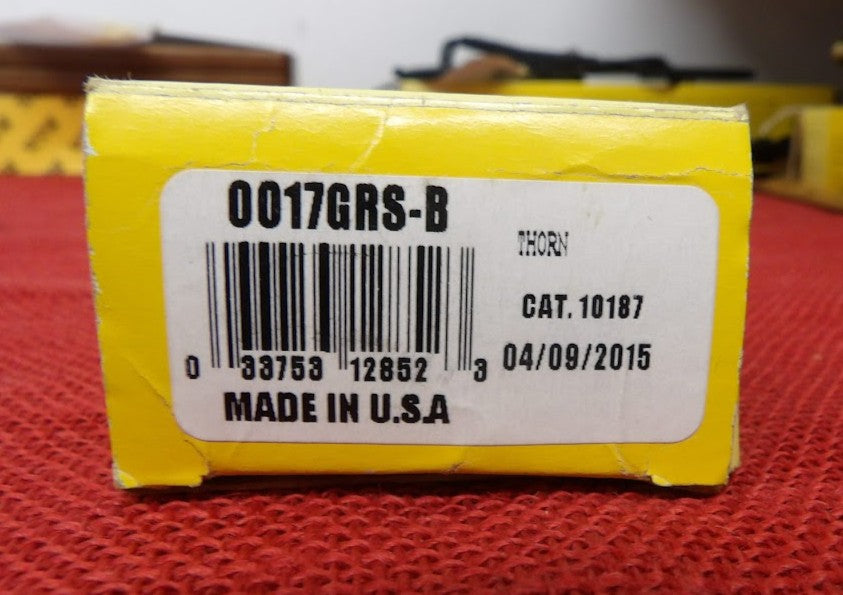 0017GRS-B
THORN
CAT. 10187
0 33753 12852 3
04/09/2015
MADE IN U.S.A